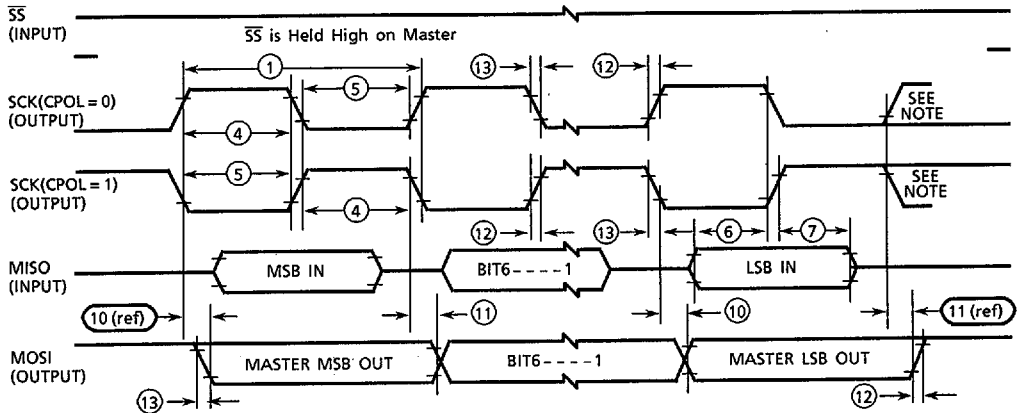 SS
(INPUT)
SS is Held High on Master
1
13
12
5
SCK(CPOL = 0)
(OUTPUT)
SEE
NOTE
4
5
SCK(CPOL = 1)
(OUTPUT)
SEE
NOTE
4
12
13
6
7
MISO
(INPUT)
MSB IN
BIT6-----1
LSB IN
10 (ref)
11
10
11 (ref)
MOSI
(OUTPUT)
MASTER MSB OUT
BIT6-----1
MASTER LSB OUT
13
12